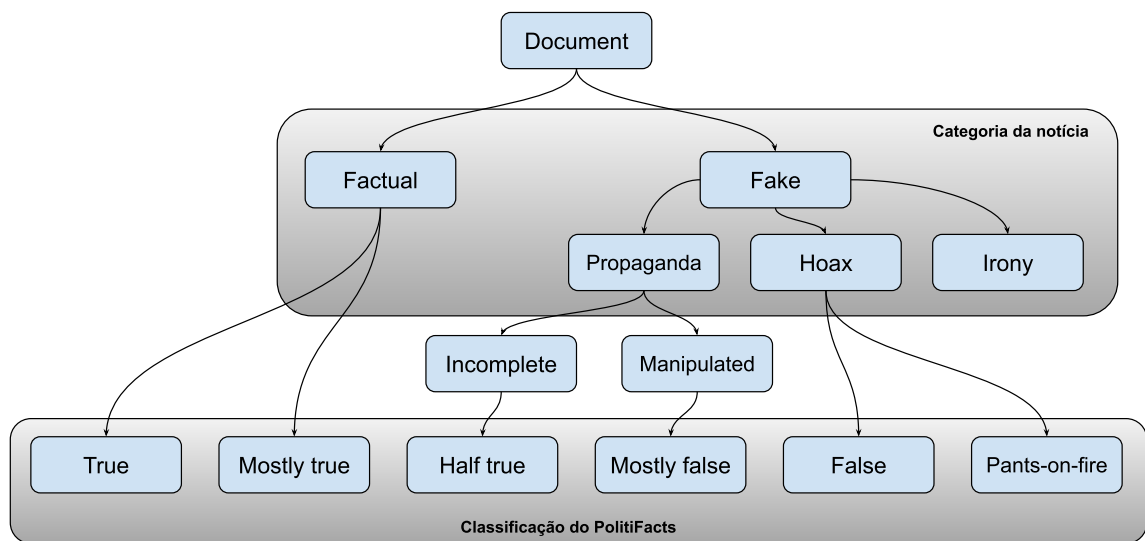 Document
Categoria da notícia
Factual
Fake
Propaganda
Hoax
Irony
Incomplete
Manipulated
True
Mostly true
Half true
Mostly false
False
Pants-on-fire
Classificação do PolitiFacts